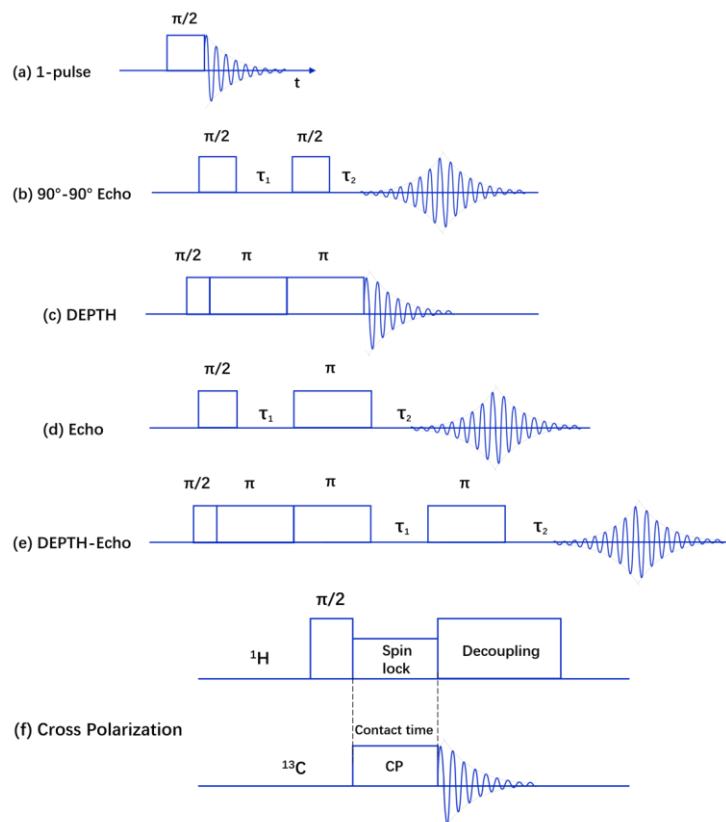 π/2
(a) 1-pulse
t
π/2 π/2
τ₁ τ₂
(b) 90°-90° Echo
π/2 π π
(c) DEPTH
π/2 π
τ₁ τ₂
(d) Echo
π/2 π π π
τ₁ τ₂
(e) DEPTH-Echo
π/2
¹H Spin lock Decoupling
(f) Cross Polarization
Contact time
¹³C CP